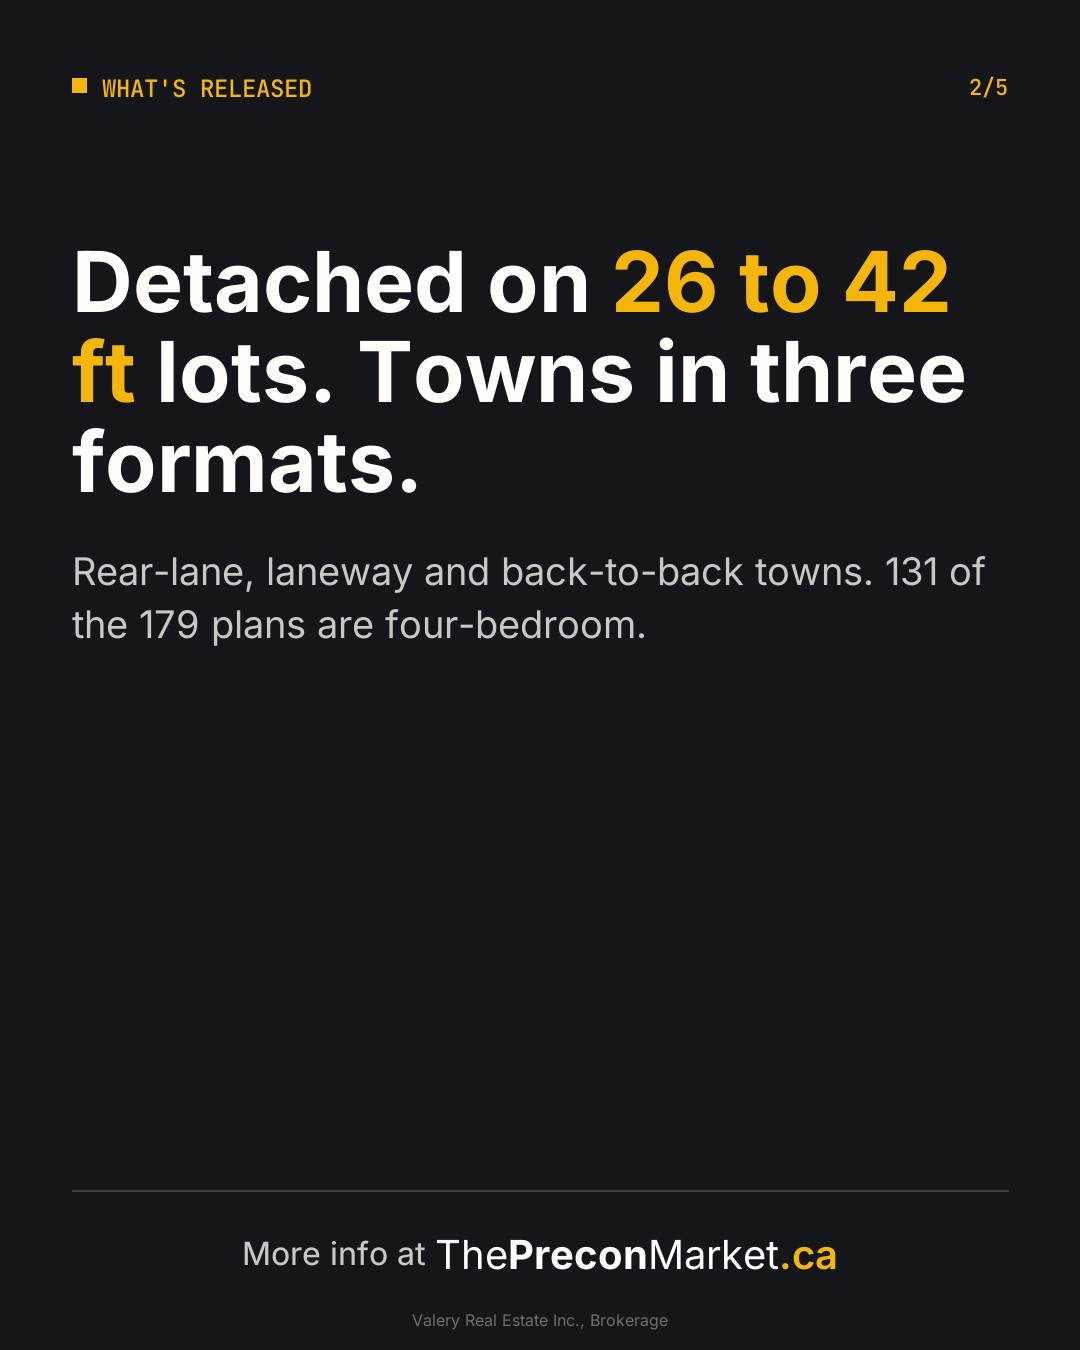 WHAT'S RELEASED
2/5
Detached on 26 to 42
ft lots. Towns in three
formats.
Rear-lane, laneway and back-to-back towns. 131 of
the 179 plans are four-bedroom.
More info at ThePreconMarket.ca
Valery Real Estate Inc., Brokerage